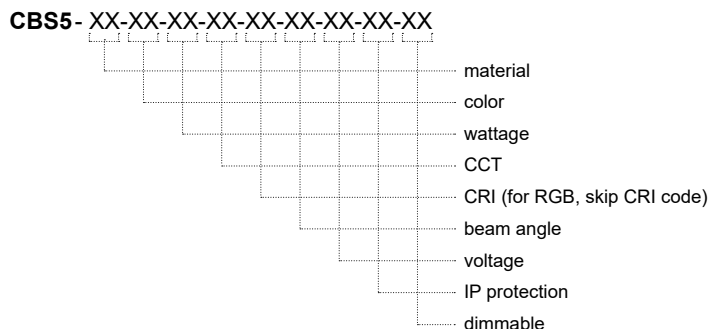 CBS5- XX-XX-XX-XX-XX-XX-XX-XX-XX
material
color
wattage
CCT
CRI (for RGB, skip CRI code)
beam angle
voltage
IP protection
dimmable